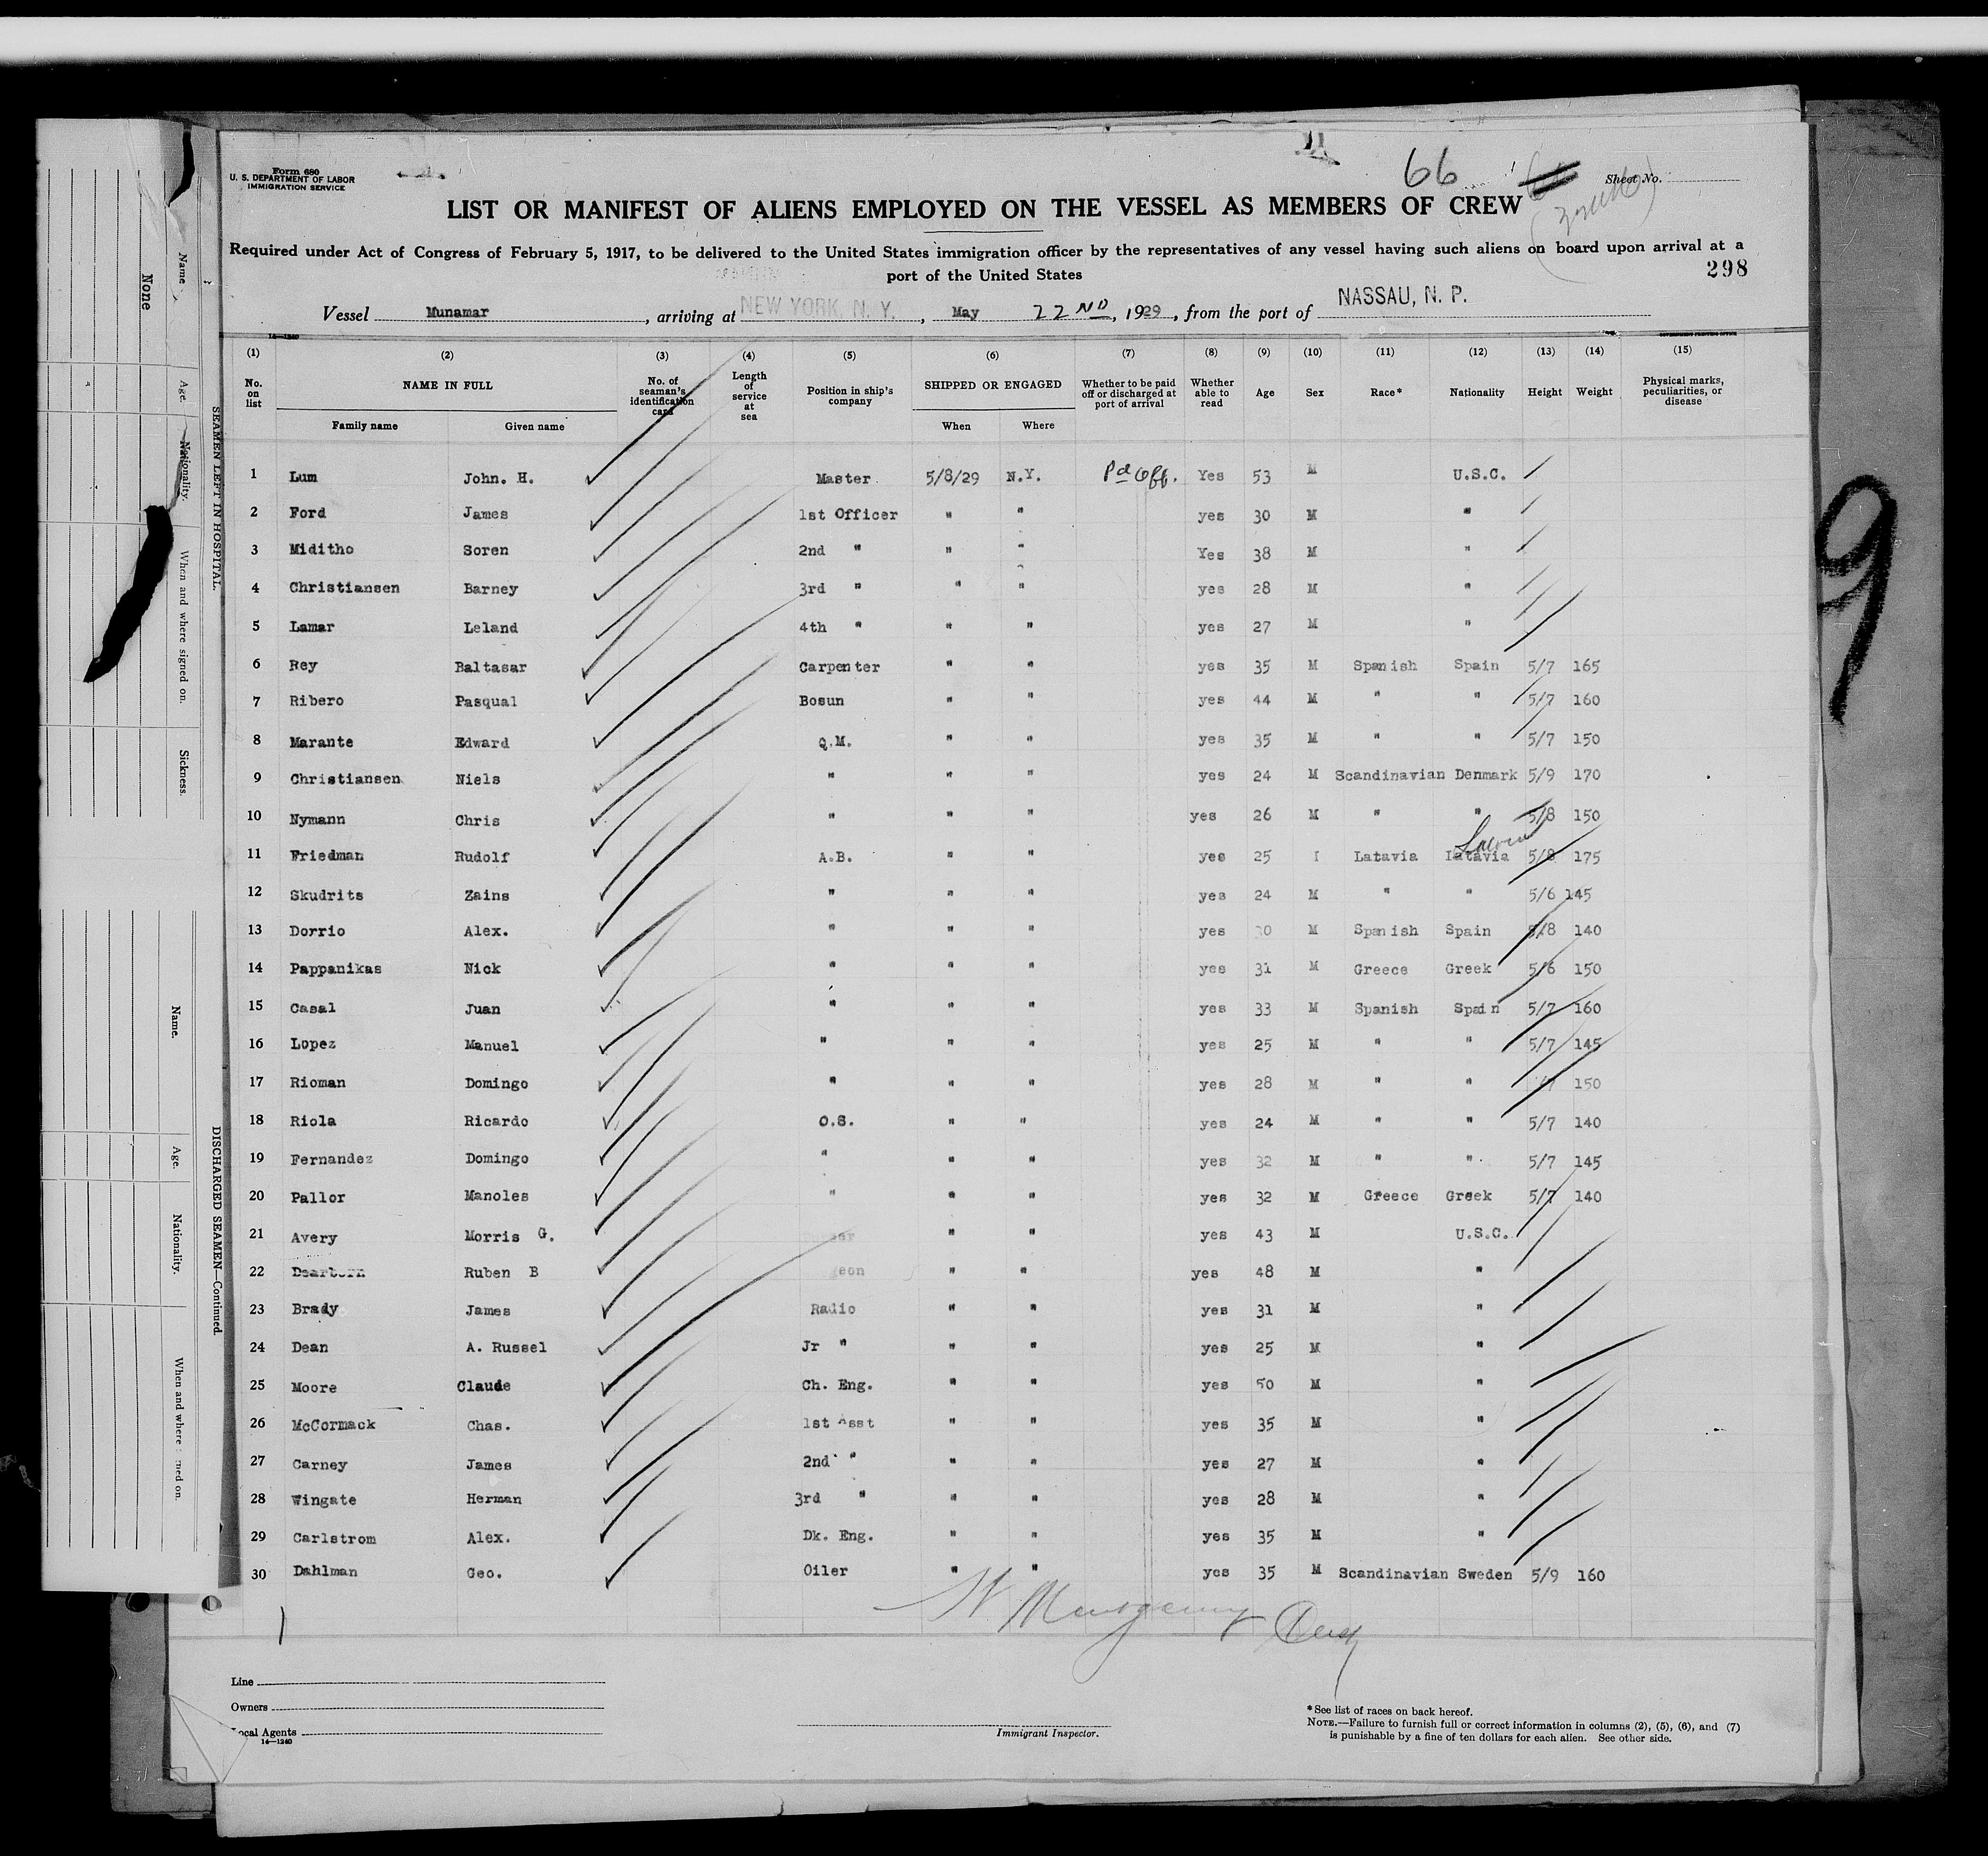 Form 680
U. S. DEPARTMENT OF LABOR
IMMIGRATION SERVICE
66
Sheet No.
LIST OR MANIFEST OF ALIENS EMPLOYED ON THE VESSEL AS MEMBERS OF CREW
Required under Act of Congress of February 5, 1917, to be delivered to the United States immigration officer by the representatives of any vessel having such aliens on board upon arrival at a
port of the United States
298
Vessel Munamar, arriving at NEW YORK, N. Y., May 22ND, 1929, from the port of NASSAU, N. P.
14-1240
(1) (2) (3) (4) (5) (6) (7) (8) (9) (10) (11) (12) (13) (14) (15)
No. on list NAME IN FULL Family name Given name No. of seaman's identification card Length of service at sea Position in ship's company SHIPPED OR ENGAGED When Where Whether to be paid off or discharged at port of arrival Whether able to read Age Sex Race* Nationality Height Weight Physical marks, peculiarities, or disease
1 Lum John. H. Master 5/8/29 N.Y. Pd Off. Yes 53 M U.S.C.
2 Ford James 1st Officer " " yes 30 M "
3 Miditho Soren 2nd " " " Yes 38 M "
4 Christiansen Barney 3rd " " " yes 28 M "
5 Lamar Leland 4th " " " yes 27 M "
6 Rey Baltasar Carpenter " " yes 35 M Spanish Spain 5/7 165
7 Ribero Pasqual Bosun " " yes 44 M " " 5/7 160
8 Marante Edward Q.M. " " yes 35 M " " 5/7 150
9 Christiansen Niels " " " yes 24 M Scandinavian Denmark 5/9 170
10 Nymann Chris " " " yes 26 M " " 5/8 150
11 Friedman Rudolf A.B. " " yes 25 I Latavia Latavia 5/8 175
12 Skudrits Zains " " " yes 24 M " " 5/6 145
13 Dorrio Alex. " " " yes 30 M Spanish Spain 5/8 140
14 Pappanikas Nick " " " yes 31 M Greece Greek 5/6 150
15 Casal Juan " " " yes 33 M Spanish Spain 5/7 160
16 Lopez Manuel " " " yes 25 M " " 5/7 145
17 Rioman Domingo " " " yes 28 M " " /7 150
18 Riola Ricardo O.S. " " yes 24 M " " 5/7 140
19 Fernandez Domingo " " " yes 32 M " " 5/7 145
20 Pallor Manoles " " " yes 32 M Greece Greek 5/7 140
21 Avery Morris G. " " yes 43 M U.S.C.
22 Dearborn Ruben B " " yes 48 M "
23 Brady James Radio " " yes 31 M "
24 Dean A. Russel Jr " " " yes 25 M "
25 Moore Claude Ch. Eng. " " yes 50 M "
26 McCormack Chas. 1st Asst " " yes 35 M "
27 Carney James 2nd " " " yes 27 M "
28 Wingate Herman 3rd " " " yes 28 M "
29 Carlstrom Alex. Dk. Eng. " " yes 35 M "
30 Dahlman Geo. Oiler " " yes 35 M Scandinavian Sweden 5/9 160
Line
Owners
Local Agents
14—1240
Immigrant Inspector.
* See list of races on back hereof.
NOTE.—Failure to furnish full or correct information in columns (2), (5), (6), and (7)
is punishable by a fine of ten dollars for each alien. See other side.
None
Name
Age.
Nationality.
When and where signed on.
Sickness.
SEAMEN LEFT IN HOSPITAL.
Name.
Age.
Nationality.
When and where
DISCHARGED SEAMEN—Continued.
9